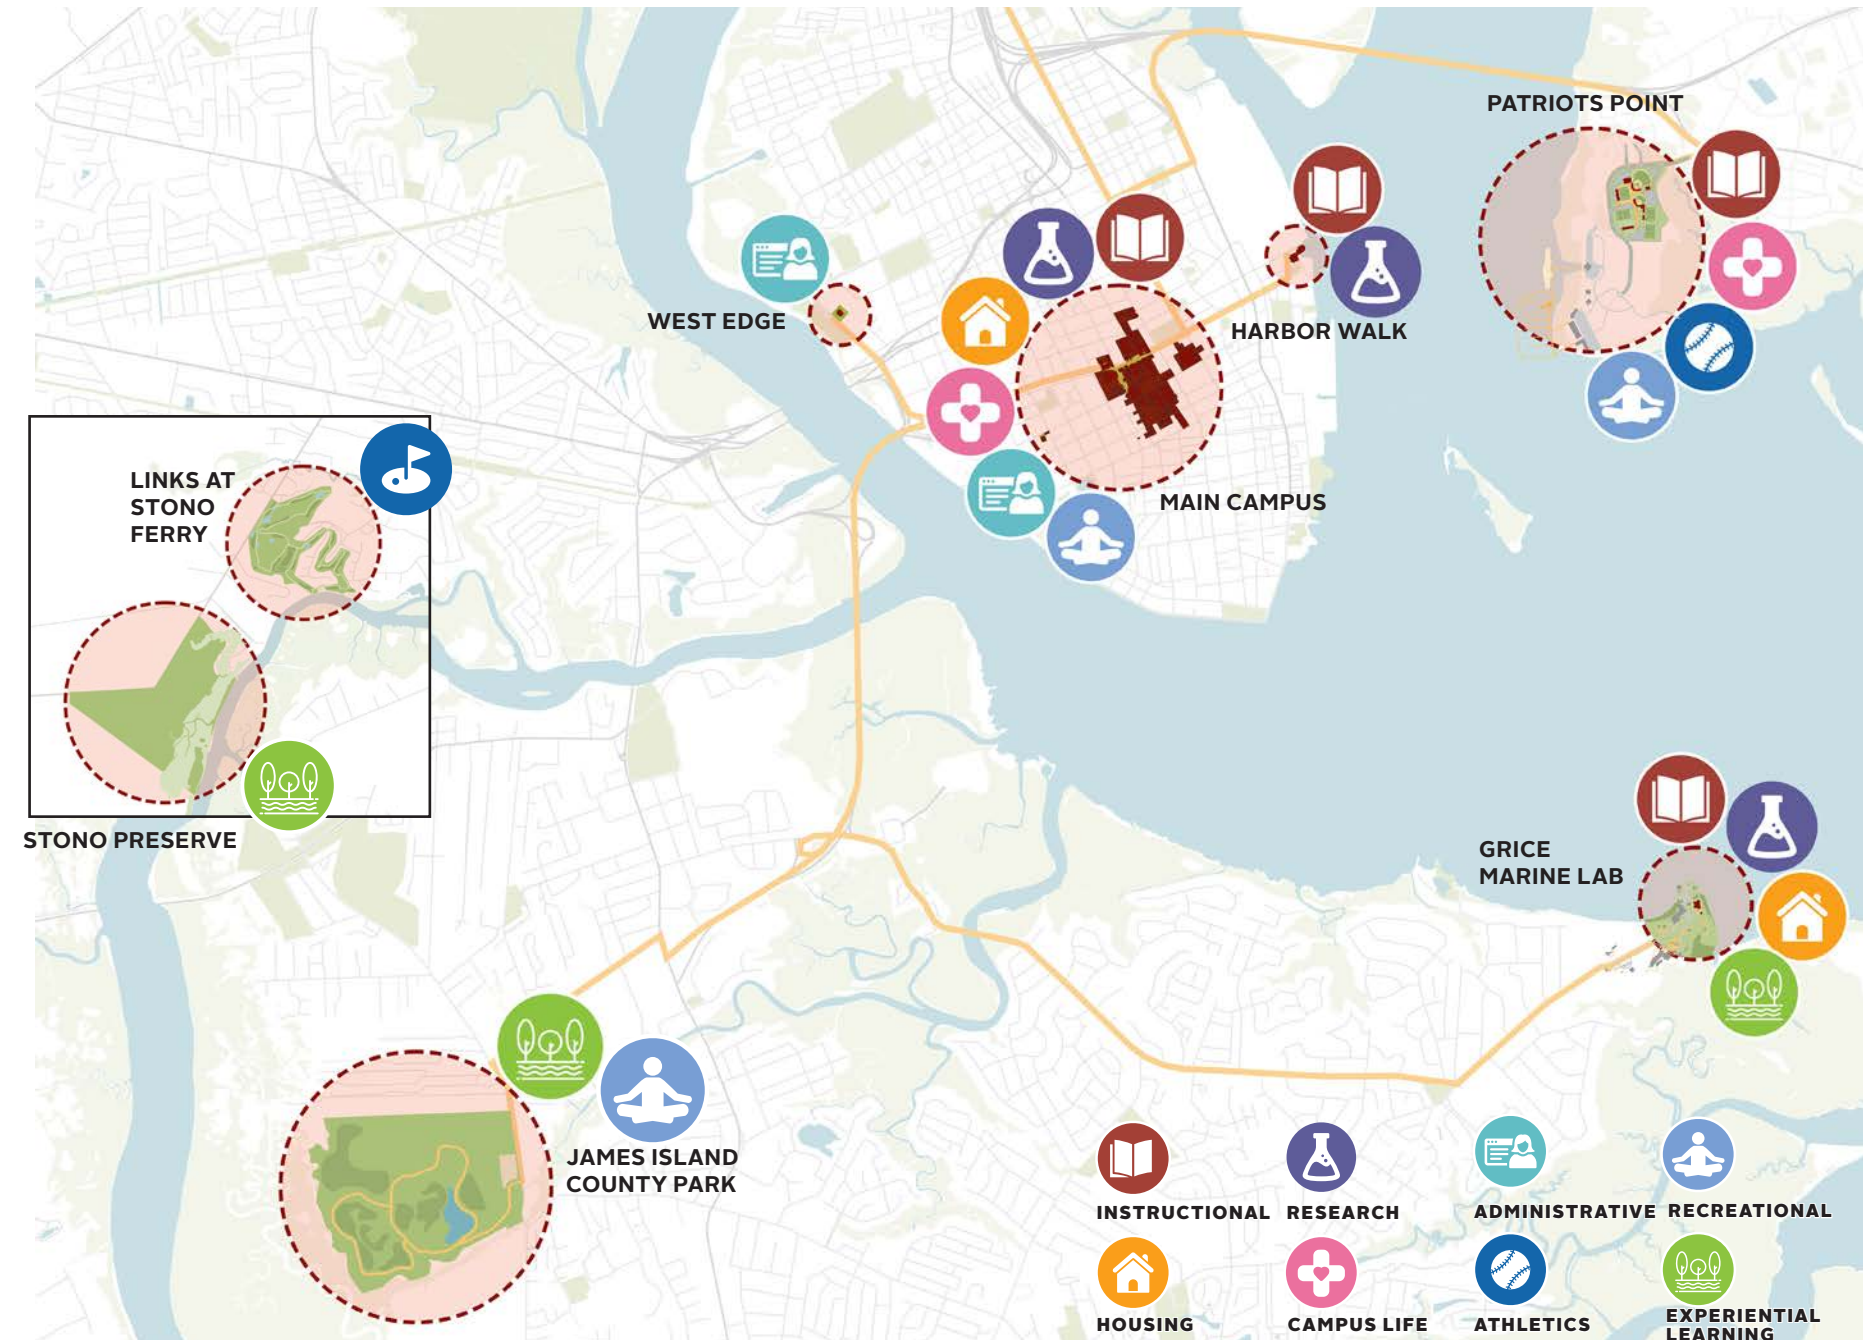 PATRIOTS POINT
WEST EDGE
HARBOR WALK
LINKS AT
STONO
FERRY
MAIN CAMPUS
STONO PRESERVE
GRICE
MARINE LAB
JAMES ISLAND
COUNTY PARK
INSTRUCTIONAL
RESEARCH
ADMINISTRATIVE
RECREATIONAL
HOUSING
CAMPUS LIFE
ATHLETICS
EXPERIENTIAL
LEARNING